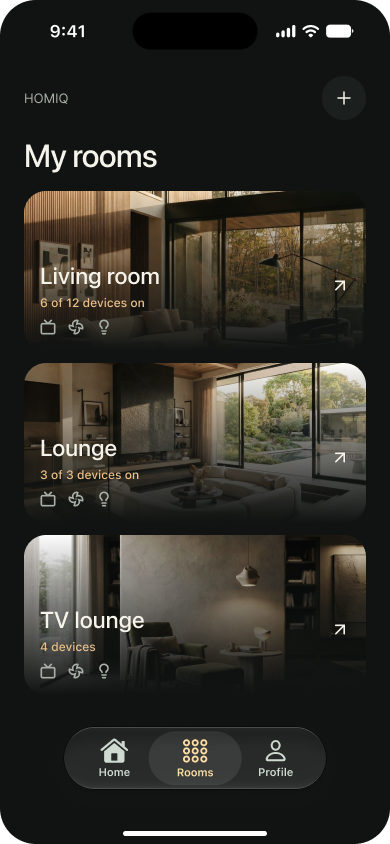 9:41
HOMIQ
My rooms
Living room
6 of 12 devices on
Lounge
3 of 3 devices on
TV lounge
4 devices
Home
Rooms
Profile